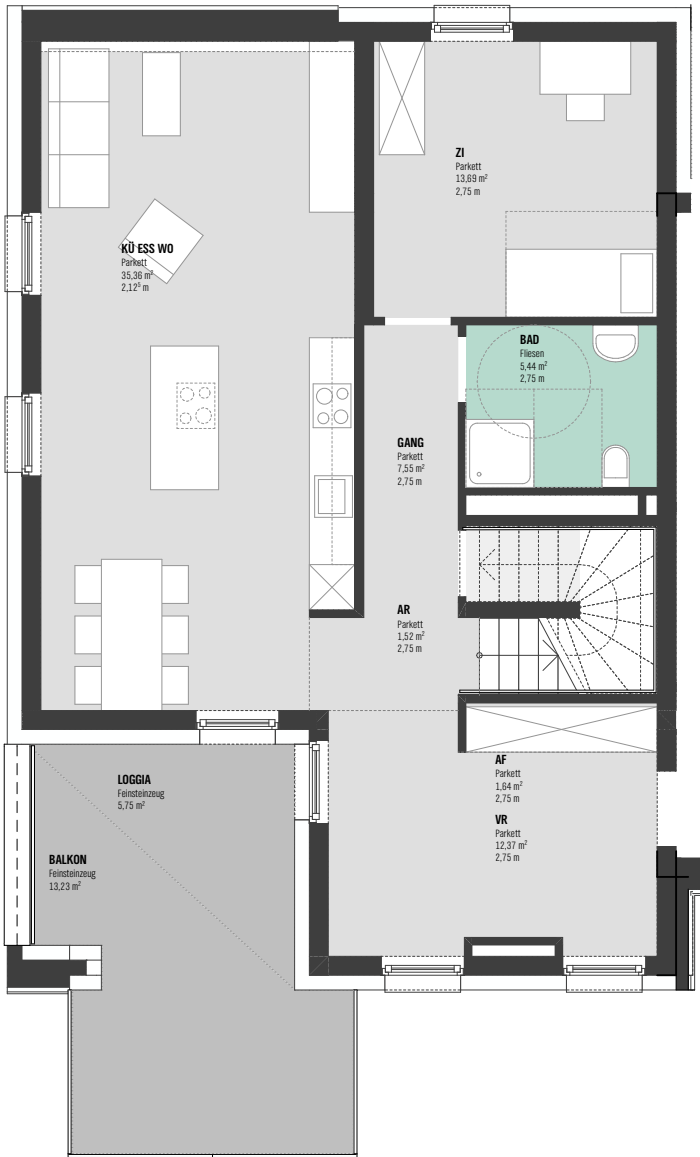 ZI
Parkett
13,69 m²
2,75 m
KÜ ESS WO
Parkett
35,36 m²
2,12⁵ m
BAD
Fliesen
5,44 m²
2,75 m
GANG
Parkett
7,55 m²
2,75 m
AR
Parkett
1,52 m²
2,75 m
AF
Parkett
1,64 m²
2,75 m
VR
Parkett
12,37 m²
2,75 m
LOGGIA
Feinsteinzeug
5,75 m²
BALKON
Feinsteinzeug
13,23 m²